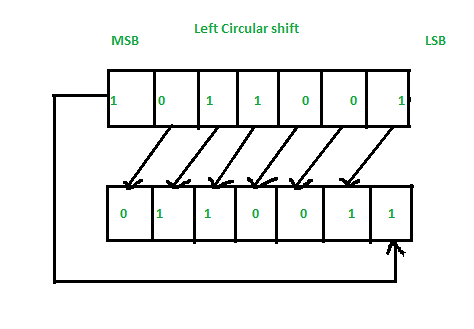 Left Circular shift
MSB
LSB
1 0 1 1 0 0 1
0 1 1 0 0 1 1